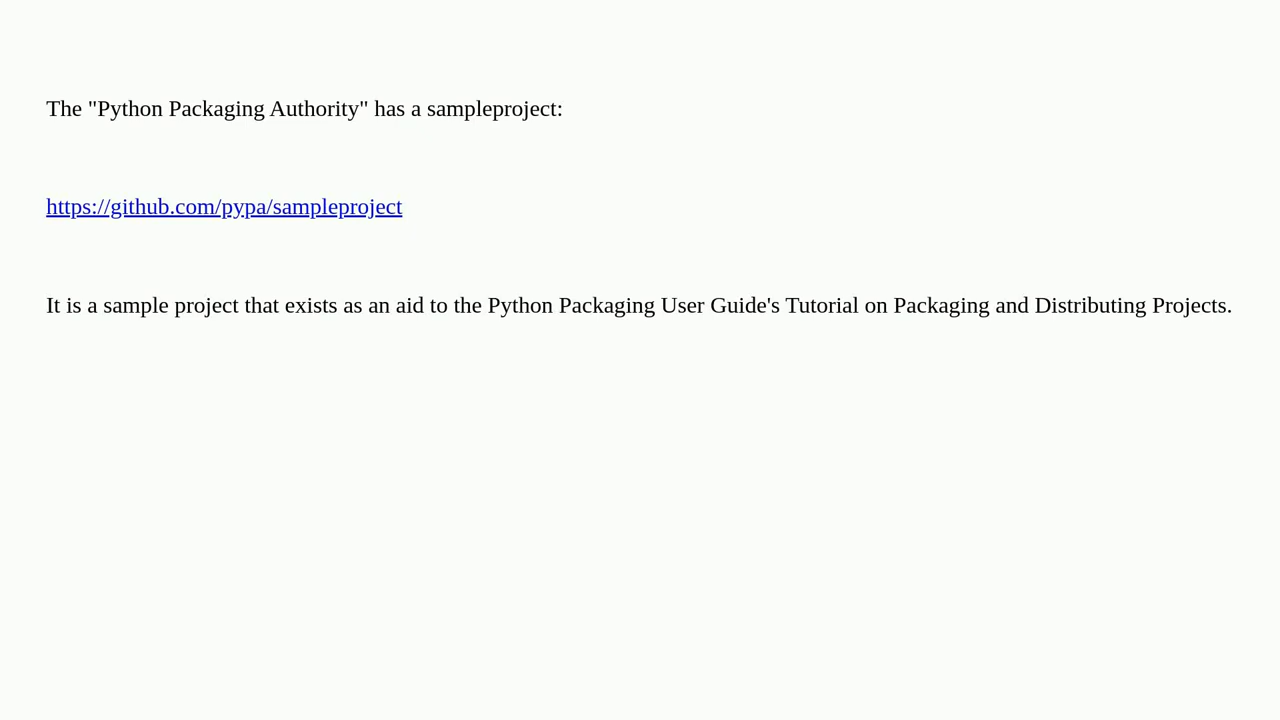 The "Python Packaging Authority" has a sampleproject:
https://github.com/pypa/sampleproject
It is a sample project that exists as an aid to the Python Packaging User Guide's Tutorial on Packaging and Distributing Projects.